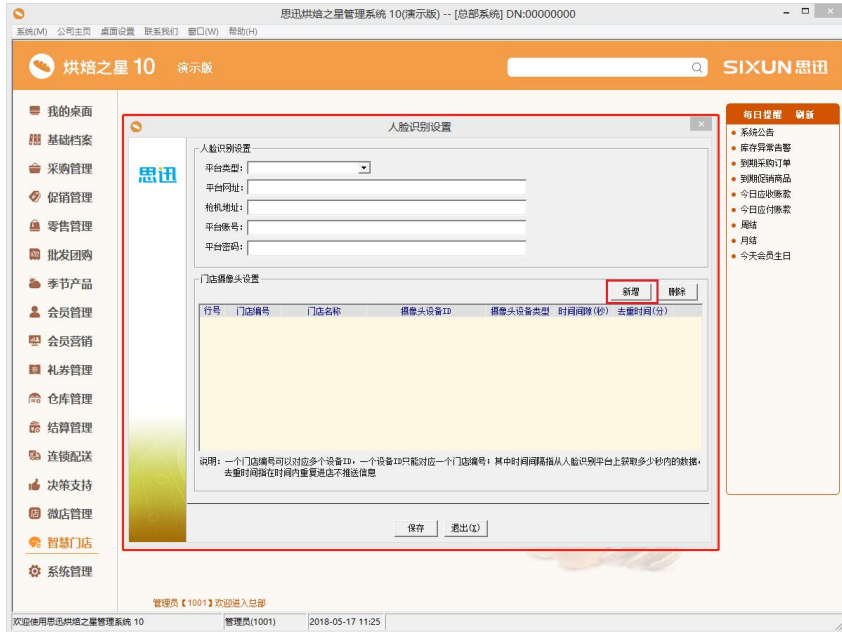 思迅烘焙之星管理系统 10(演示版) -- [总部系统] DN:00000000
系统(M) 公司主页 桌面设置 联系我们 窗口(W) 帮助(H)
烘焙之星 10 演示版
SIXUN思迅
我的桌面
基础档案
采购管理
促销管理
零售管理
批发团购
季节产品
会员管理
会员营销
礼券管理
仓库管理
结算管理
连锁配送
决策支持
微店管理
智慧门店
系统管理
人脸识别设置
思迅
人脸识别设置
平台类型:
平台网址:
枪机地址:
平台账号:
平台密码:
门店摄像头设置
新增 删除
行号 门店编号 门店名称 摄像头设备ID 摄像头设备类型 时间间隙(秒) 去重时间(分)
说明: 一个门店编号可以对应多个设备ID, 一个设备ID只能对应一个门店编号; 其中时间间隔指从人脸识别平台上获取多少秒内的数据,
去重时间指在时间内重复进店不推送信息
保存 退出(X)
每日提醒 刷新
系统公告
库存异常告警
到期采购订单
到期促销商品
今日应收账款
今日应付账款
周结
月结
今天会员生日
管理员【1001】欢迎进入总部
欢迎使用思迅烘焙之星管理系统 10 管理员(1001) 2018-05-17 11:25